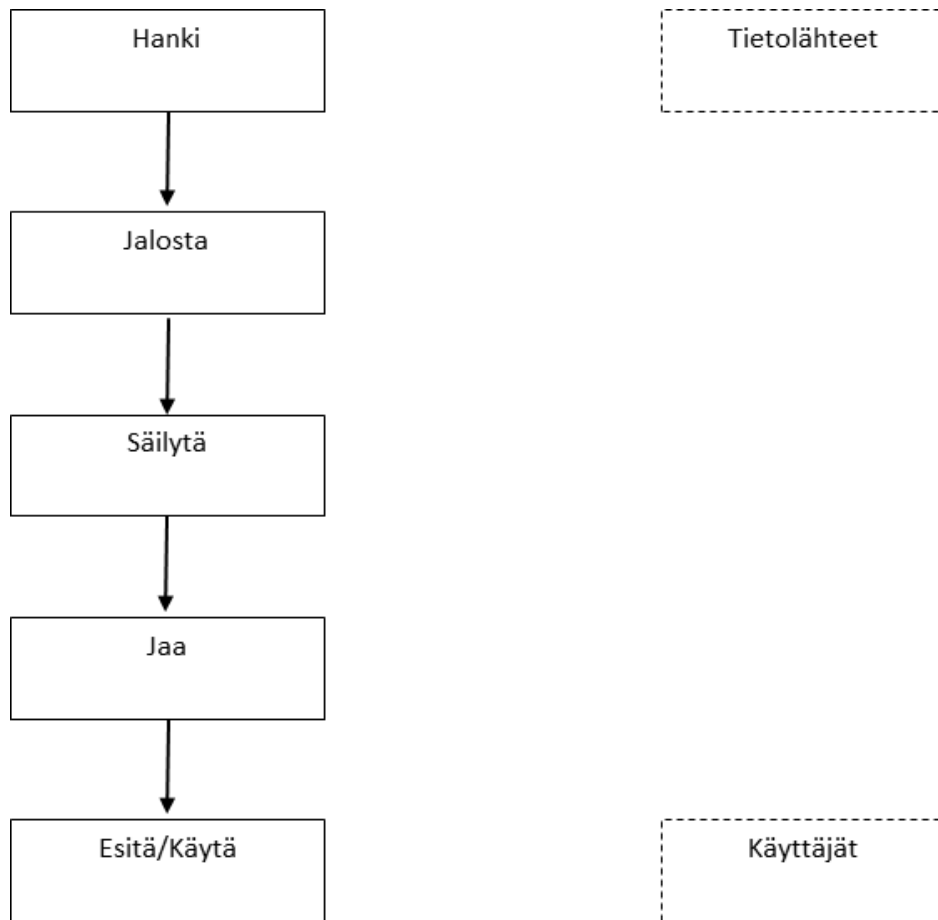 Hanki
Tietolähteet
Jalosta
Säilytä
Jaa
Esitä/Käytä
Käyttäjät